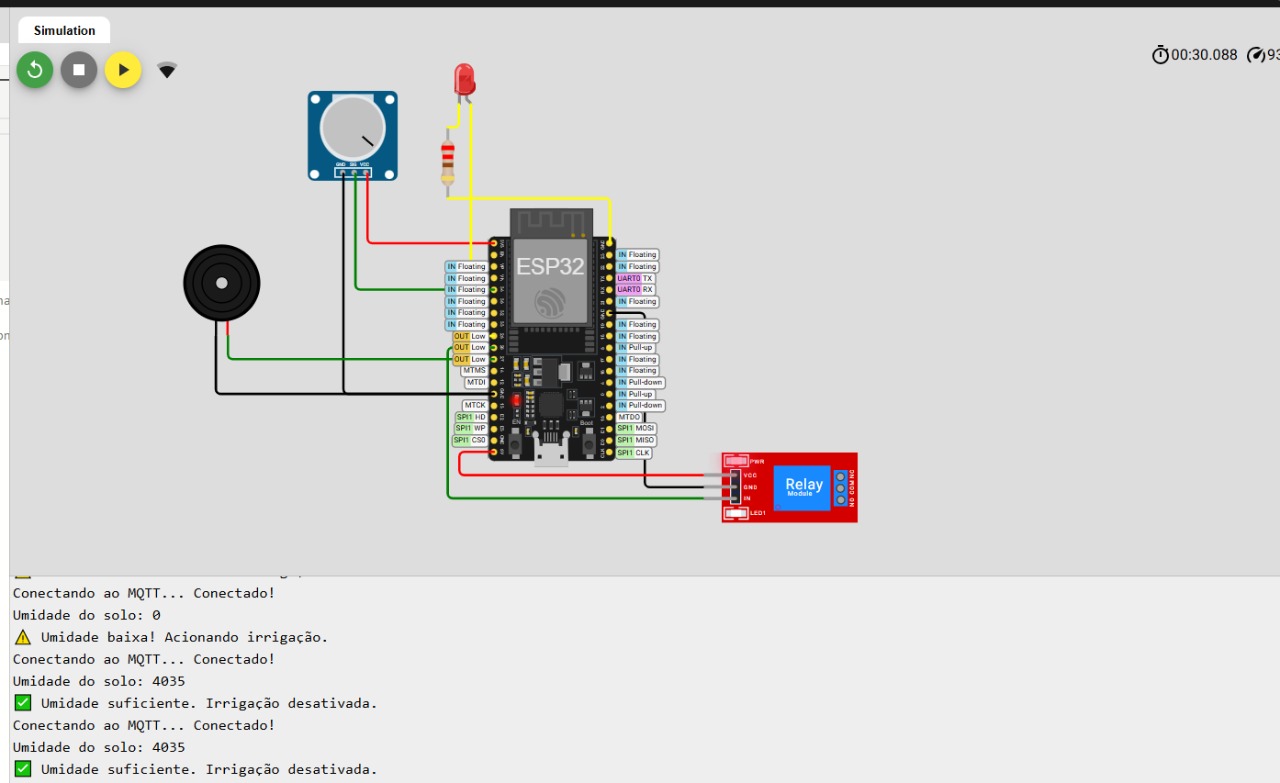 Simulation
00:30.088
93
GND SIG VCC
ESP32
IN Floating
IN Floating
IN Floating
IN Floating
IN Floating
IN Floating
OUT Low
OUT Low
OUT Low
MTMS
MTDI
MTCK
SPI1 HD
SPI1 WP
SPI1 CS0
IN Floating
IN Floating
UART0 TX
UART0 RX
IN Floating
IN Floating
IN Floating
IN Pull-up
IN Floating
IN Floating
IN Pull-down
IN Pull-up
IN Pull-down
MTDO
SPI1 MOSI
SPI1 MISO
SPI1 CLK
EN
Boot
PWR
VCC
GND
IN
LED1
Relay
Module
NO COM NC
Conectando ao MQTT... Conectado!
Umidade do solo: 0
⚠️ Umidade baixa! Acionando irrigação.
Conectando ao MQTT... Conectado!
Umidade do solo: 4035
✅ Umidade suficiente. Irrigação desativada.
Conectando ao MQTT... Conectado!
Umidade do solo: 4035
✅ Umidade suficiente. Irrigação desativada.